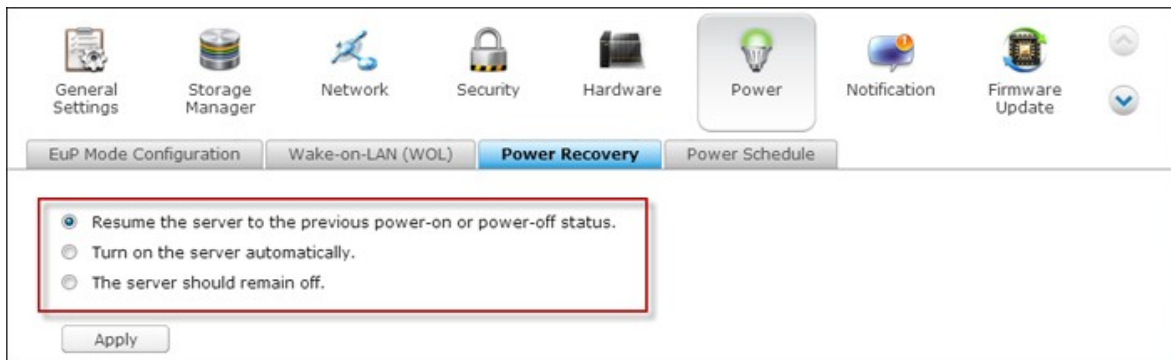 General Settings
Storage Manager
Network
Security
Hardware
Power
1
Notification
Firmware Update
EuP Mode Configuration
Wake-on-LAN (WOL)
Power Recovery
Power Schedule
Resume the server to the previous power-on or power-off status.
Turn on the server automatically.
The server should remain off.
Apply